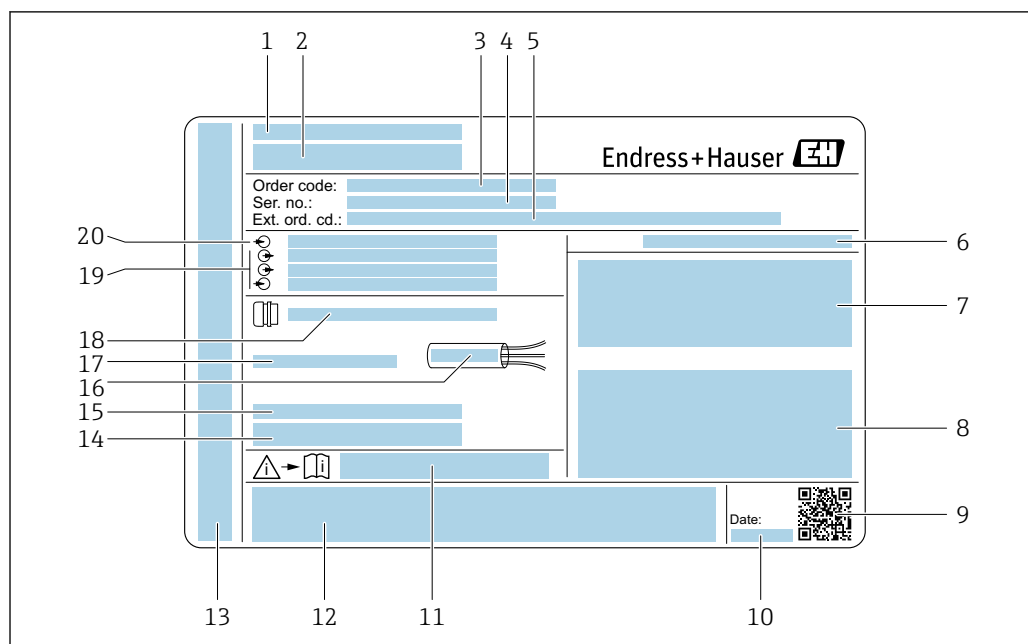 1 2 3 4 5
Endress+Hauser EH
Order code:
Ser. no.:
Ext. ord. cd.:
20
6
19
7
i i
18
17
16
15
14
8
Date:
9
13 12 11 10